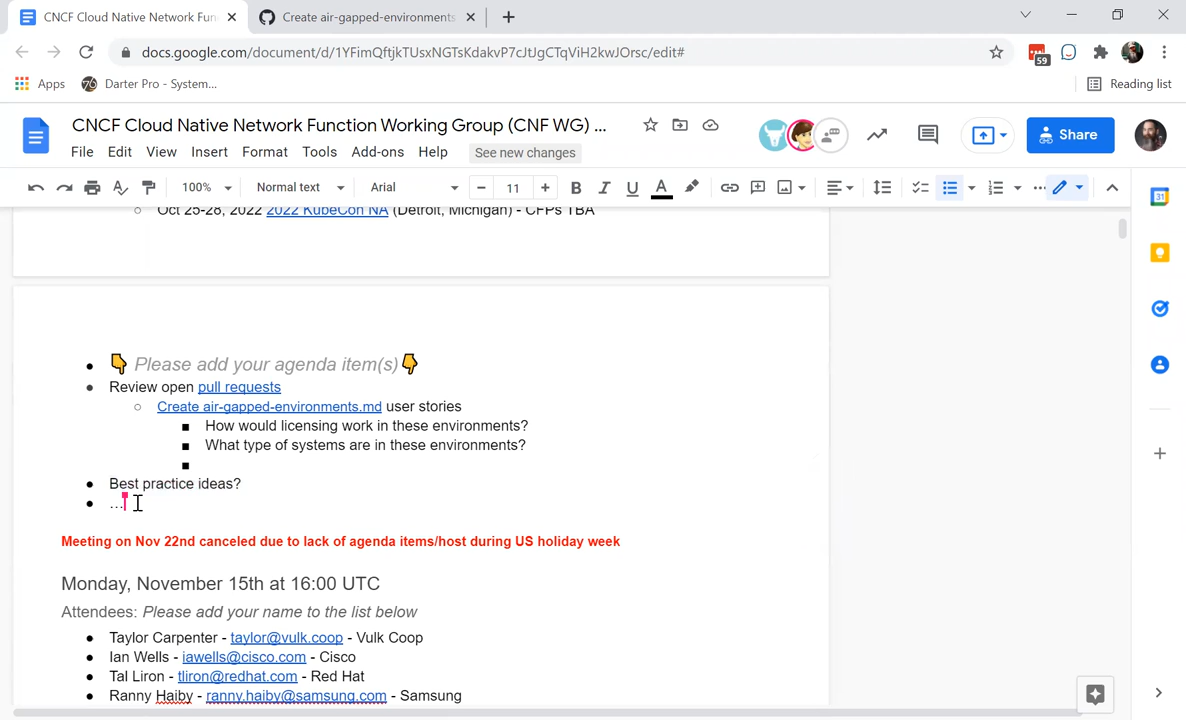 CNCF Cloud Native Network Fun
Create air-gapped-environments
docs.google.com/document/d/1YFimQftjkTUsxNGTsKdakvP7cJtJgCTqViH2kwJOrsc/edit#
59
Apps
Darter Pro - System...
Reading list
CNCF Cloud Native Network Function Working Group (CNF WG) ...
Share
File Edit View Insert Format Tools Add-ons Help See new changes
100% Normal text Arial − 11 + B I U A
31
Oct 25-28, 2022 2022 KubeCon NA (Detroit, Michigan) - CFPs TBA
👇 Please add your agenda item(s)👇
Review open pull requests
Create air-gapped-environments.md user stories
How would licensing work in these environments?
What type of systems are in these environments?
Best practice ideas?
...
Meeting on Nov 22nd canceled due to lack of agenda items/host during US holiday week
Monday, November 15th at 16:00 UTC
Attendees: Please add your name to the list below
Taylor Carpenter - taylor@vulk.coop - Vulk Coop
Ian Wells - iawells@cisco.com - Cisco
Tal Liron - tliron@redhat.com - Red Hat
Ranny Haiby - ranny.haiby@samsung.com - Samsung